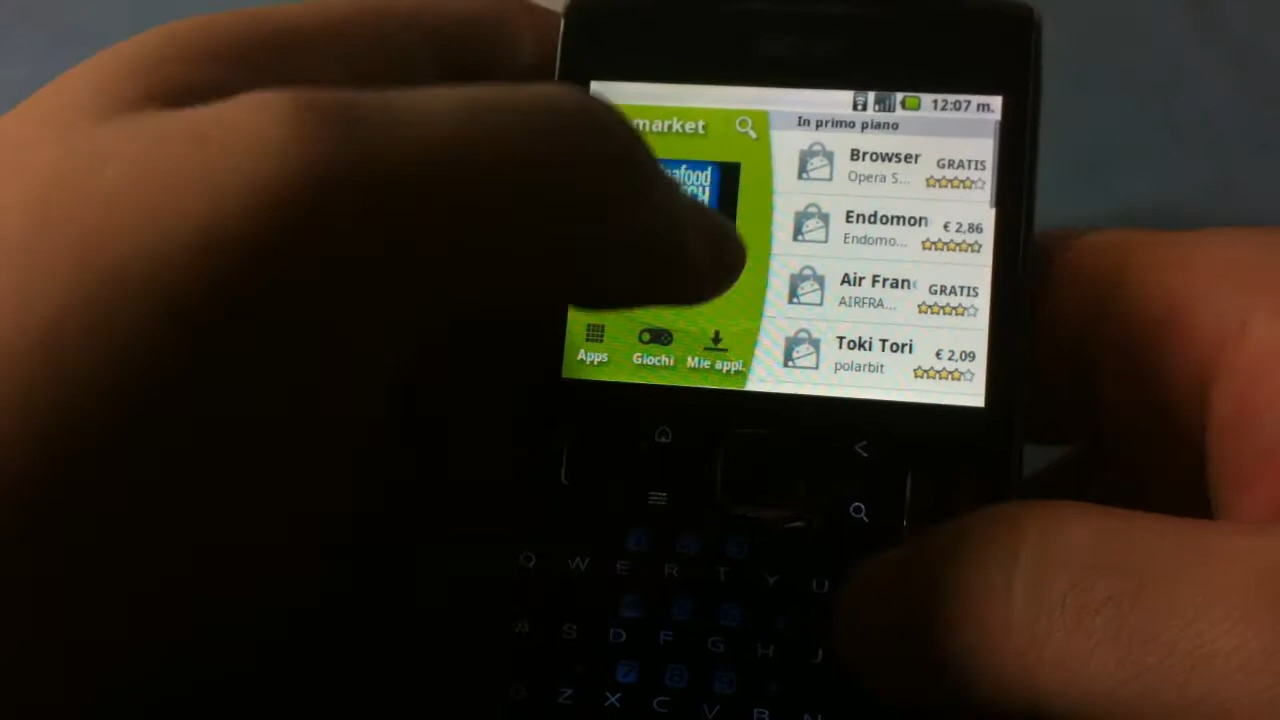 12:07 m.
market
In primo piano
Browser GRATIS
Opera S...
Endomon € 2,86
Endomo...
Air Fran GRATIS
AIRFRA...
Toki Tori € 2,09
polarbit
Apps Giochi Mie appl.
Q W E R T Y U
A S D F G H J
Z X C V B N